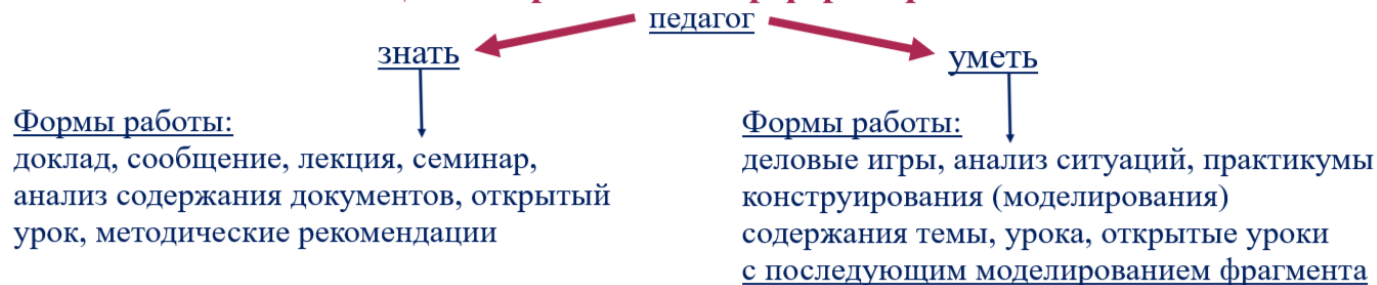 педагог
знать
уметь
Формы работы:
доклад, сообщение, лекция, семинар,
анализ содержания документов, открытый
урок, методические рекомендации
Формы работы:
деловые игры, анализ ситуаций, практикумы
конструирования (моделирования)
содержания темы, урока, открытые уроки
с последующим моделированием фрагмента